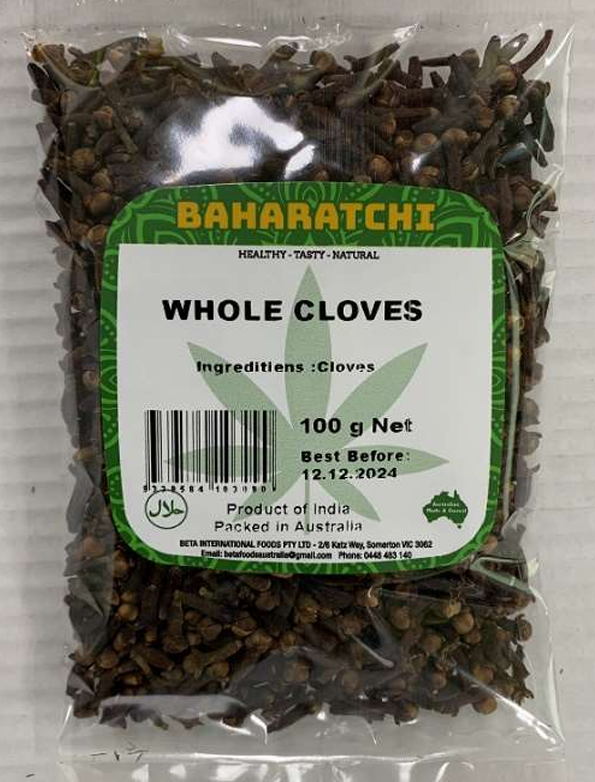 BAHARATCHI
HEALTHY - TASTY - NATURAL
WHOLE CLOVES
Ingreditiens :Cloves
100 g Net
Best Before:
12.12.2024
حلال
Product of India
Packed in Australia
Australian
BETA INTERNATIONAL FOODS PTY LTD - 2/6 Katz Way, Somerton VIC 3062
Email: betafoodsaustralia@gmail.com Phone: 0448 483 140